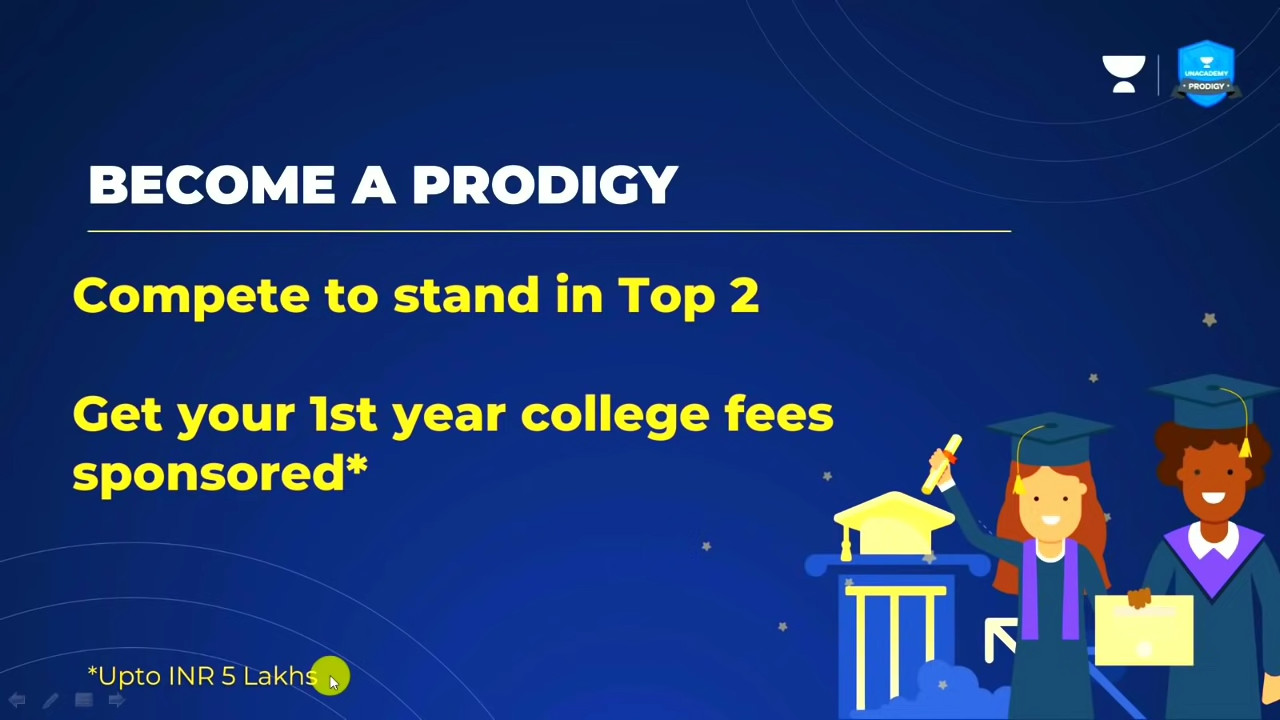 UNACADEMY
PRODIGY
BECOME A PRODIGY
Compete to stand in Top 2
Get your 1st year college fees
sponsored*
*Upto INR 5 Lakhs